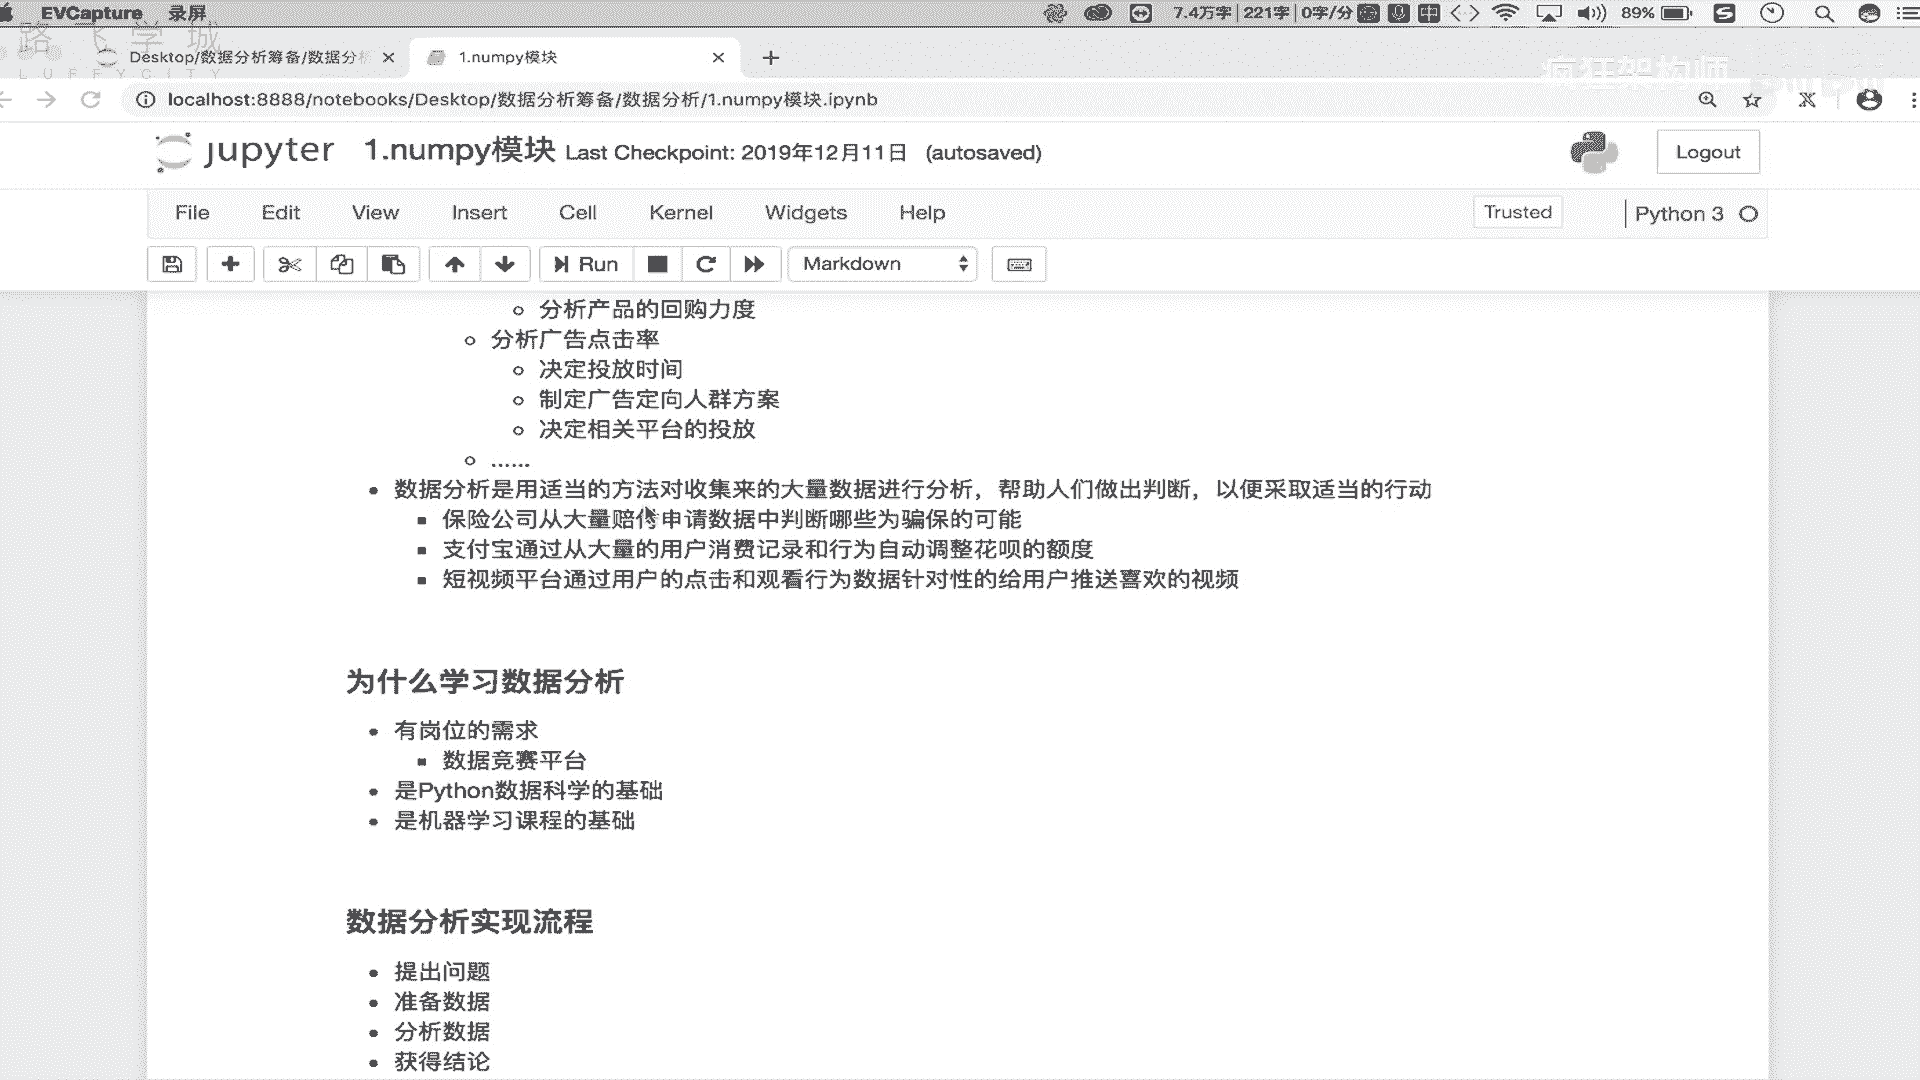 EVCapture 录屏 7.4万字 221字 0字/分 中 89%
路飞学城
LUFFYCITY
Desktop/数据分析筹备/数据分析 1.numpy模块
疯狂架构师
localhost:8888/notebooks/Desktop/数据分析筹备/数据分析/1.numpy模块.ipynb
jupyter 1.numpy模块 Last Checkpoint: 2019年12月11日 (autosaved) Logout
File Edit View Insert Cell Kernel Widgets Help Trusted Python 3
Run Markdown
分析产品的回购力度
分析广告点击率
决定投放时间
制定广告定向人群方案
决定相关平台的投放
......
数据分析是用适当的方法对收集来的大量数据进行分析，帮助人们做出判断，以便采取适当的行动
保险公司从大量赔付申请数据中判断哪些为骗保的可能
支付宝通过从大量的用户消费记录和行为自动调整花呗的额度
短视频平台通过用户的点击和观看行为数据针对性的给用户推送喜欢的视频
为什么学习数据分析
有岗位的需求
数据竞赛平台
是Python数据科学的基础
是机器学习课程的基础
数据分析实现流程
提出问题
准备数据
分析数据
获得结论